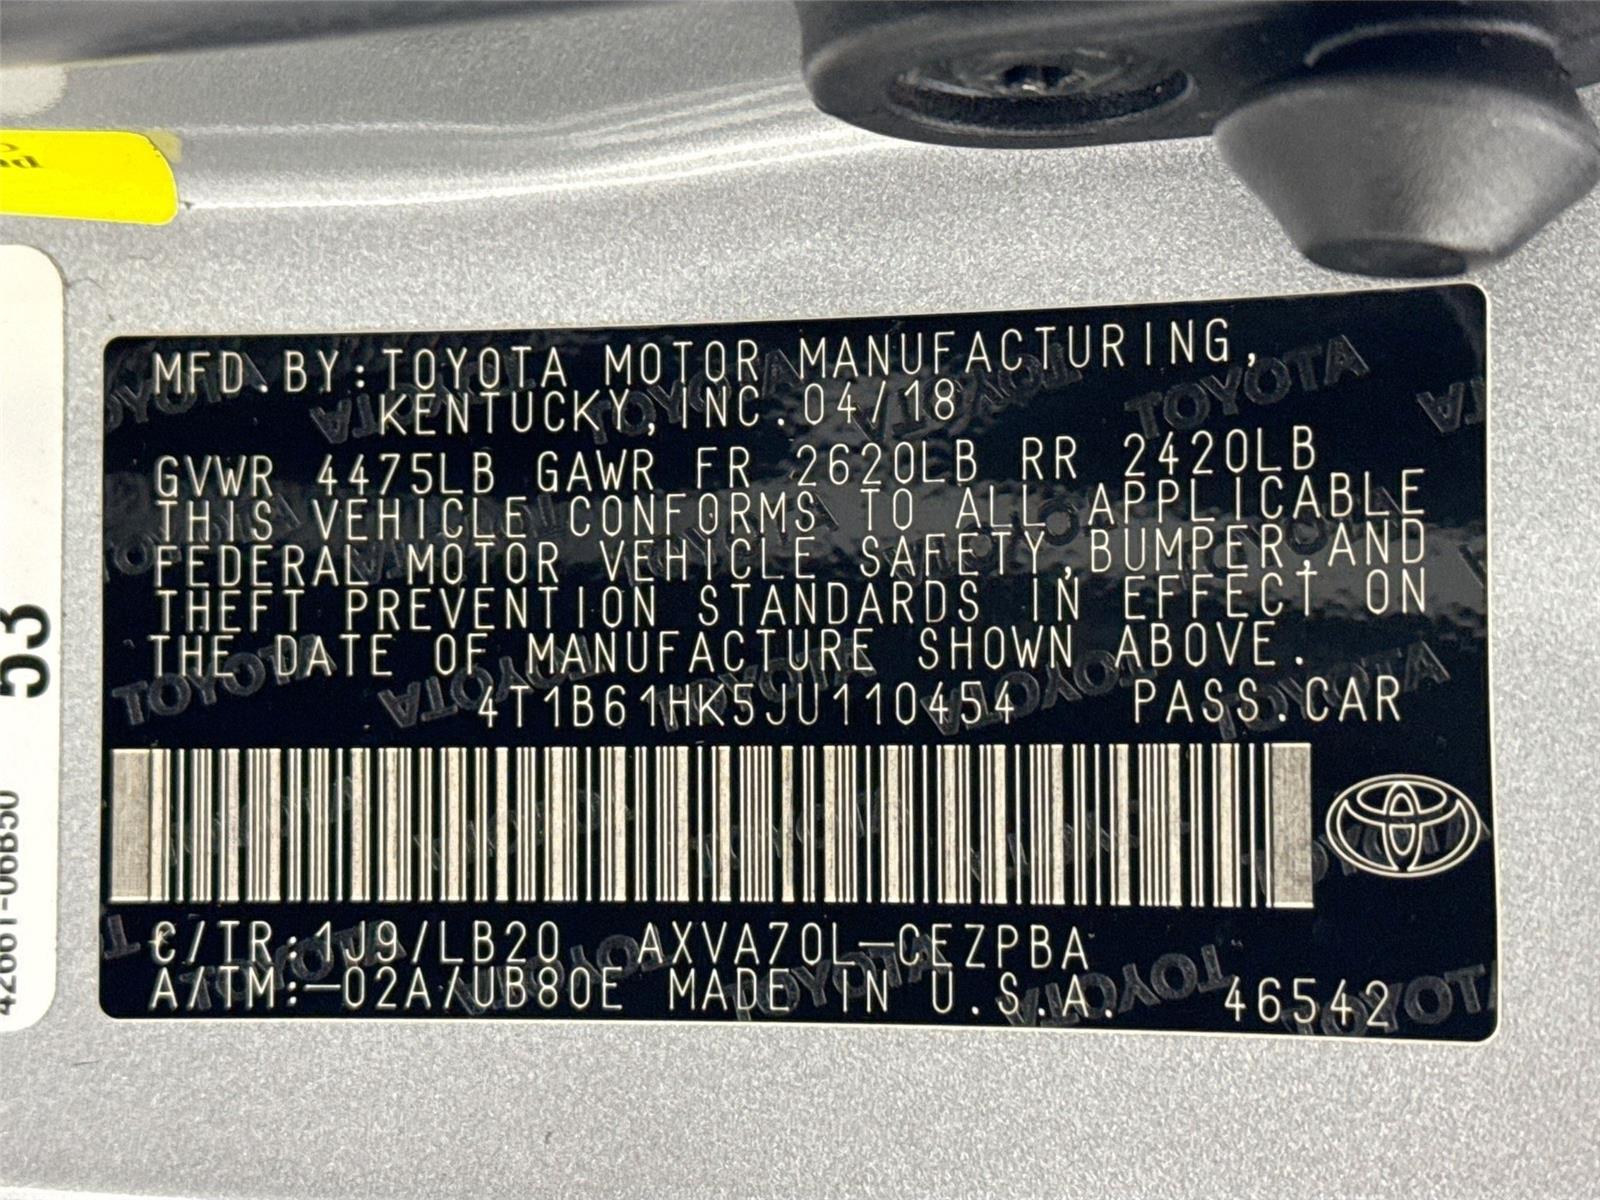 MFD.BY:TOYOTA MOTOR MANUFACTURING,
KENTUCKY,INC.04/18
GVWR 4475LB GAWR FR 2620LB RR 2420LB
THIS VEHICLE CONFORMS TO ALL APPLICABLE
FEDERAL MOTOR VEHICLE SAFETY,BUMPER,AND
THEFT PREVENTION STANDARDS IN EFFECT ON
THE DATE OF MANUFACTURE SHOWN ABOVE.
4T1B61HK5JU110454 PASS.CAR
C/TR:1J9/LB20 AXVA70L-CEZPBA
A/TM:-02A/UB80E MADE IN U.S.A. 46542
53
42661-06B50